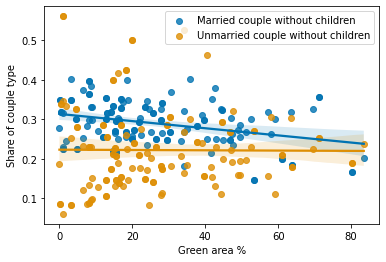 Married couple without children
Unmarried couple without children
Share of couple type
0.5
0.4
0.3
0.2
0.1
0
20
40
60
80
Green area %